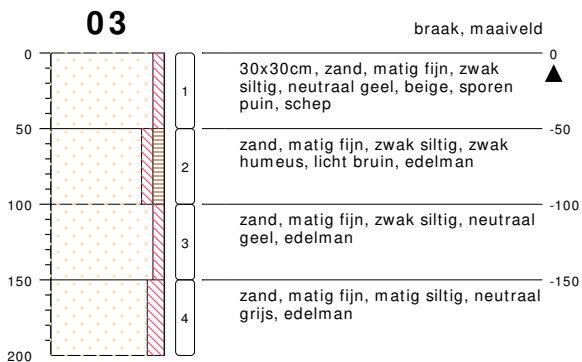 03
braak, maaiveld
0
0
30x30cm, zand, matig fijn, zwak
siltig, neutraal geel, beige, sporen
puin, schep
1
50
-50
zand, matig fijn, zwak siltig, zwak
humeus, licht bruin, edelman
2
100
-100
zand, matig fijn, zwak siltig, neutraal
geel, edelman
3
150
-150
zand, matig fijn, matig siltig, neutraal
grijs, edelman
4
200